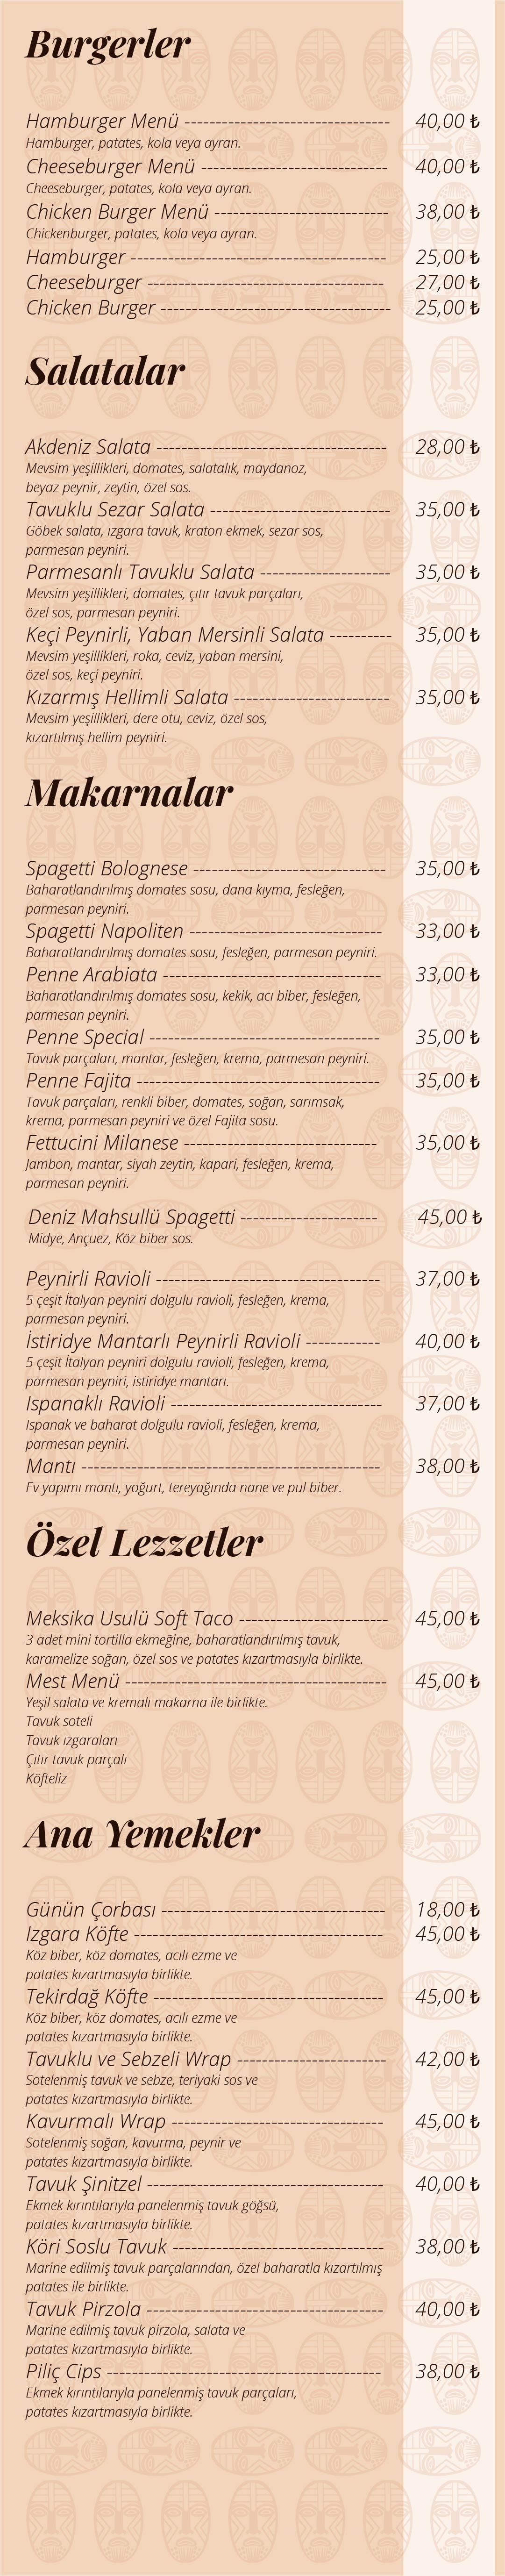 Burgerler
Hamburger Menü --------------------------------- 40,00 ₺
Hamburger, patates, kola veya ayran.
Cheeseburger Menü ------------------------------ 40,00 ₺
Cheeseburger, patates, kola veya ayran.
Chicken Burger Menü ---------------------------- 38,00 ₺
Chickenburger, patates, kola veya ayran.
Hamburger ----------------------------------------- 25,00 ₺
Cheeseburger -------------------------------------- 27,00 ₺
Chicken Burger ------------------------------------- 25,00 ₺
Salatalar
Akdeniz Salata ------------------------------------- 28,00 ₺
Mevsim yeşillikleri, domates, salatalık, maydanoz,
beyaz peynir, zeytin, özel sos.
Tavuklu Sezar Salata ----------------------------- 35,00 ₺
Göbek salata, ızgara tavuk, kraton ekmek, sezar sos,
parmesan peyniri.
Parmesanlı Tavuklu Salata --------------------- 35,00 ₺
Mevsim yeşillikleri, domates, çıtır tavuk parçaları,
özel sos, parmesan peyniri.
Keçi Peynirli, Yaban Mersinli Salata ---------- 35,00 ₺
Mevsim yeşillikleri, roka, ceviz, yaban mersini,
özel sos, keçi peyniri.
Kızarmış Hellimli Salata ------------------------- 35,00 ₺
Mevsim yeşillikleri, dere otu, ceviz, özel sos,
kızartılmış hellim peyniri.
Makarnalar
Spagetti Bolognese ------------------------------- 35,00 ₺
Baharatlandırılmış domates sosu, dana kıyma, fesleğen,
parmesan peyniri.
Spagetti Napoliten ------------------------------- 33,00 ₺
Baharatlandırılmış domates sosu, fesleğen, parmesan peyniri.
Penne Arabiata ----------------------------------- 33,00 ₺
Baharatlandırılmış domates sosu, kekik, acı biber, fesleğen,
parmesan peyniri.
Penne Special ------------------------------------- 35,00 ₺
Tavuk parçaları, mantar, fesleğen, krema, parmesan peyniri.
Penne Fajita --------------------------------------- 35,00 ₺
Tavuk parçaları, renkli biber, domates, soğan, sarımsak,
krema, parmesan peyniri ve özel Fajita sosu.
Fettucini Milanese ------------------------------- 35,00 ₺
Jambon, mantar, siyah zeytin, kapari, fesleğen, krema,
parmesan peyniri.
Deniz Mahsullü Spagetti ---------------------- 45,00 ₺
Midye, Ançuez, Köz biber sos.
Peynirli Ravioli ------------------------------------ 37,00 ₺
5 çeşit İtalyan peyniri dolgulu ravioli, fesleğen, krema,
parmesan peyniri.
İstiridye Mantarlı Peynirli Ravioli ------------ 40,00 ₺
5 çeşit İtalyan peyniri dolgulu ravioli, fesleğen, krema,
parmesan peyniri, istiridye mantarı.
Ispanaklı Ravioli ---------------------------------- 37,00 ₺
Ispanak ve baharat dolgulu ravioli, fesleğen, krema,
parmesan peyniri.
Mantı ------------------------------------------------ 38,00 ₺
Ev yapımı mantı, yoğurt, tereyağında nane ve pul biber.
Özel Lezzetler
Meksika Usulü Soft Taco ------------------------ 45,00 ₺
3 adet mini tortilla ekmeğine, baharatlandırılmış tavuk,
karamelize soğan, özel sos ve patates kızartmasıyla birlikte.
Mest Menü ------------------------------------------ 45,00 ₺
Yeşil salata ve kremalı makarna ile birlikte.
Tavuk soteli
Tavuk ızgaraları
Çıtır tavuk parçalı
Köfteliz
Ana Yemekler
Günün Çorbası ------------------------------------ 18,00 ₺
Izgara Köfte ---------------------------------------- 45,00 ₺
Köz biber, köz domates, acılı ezme ve
patates kızartmasıyla birlikte.
Tekirdağ Köfte ------------------------------------- 45,00 ₺
Köz biber, köz domates, acılı ezme ve
patates kızartmasıyla birlikte.
Tavuklu ve Sebzeli Wrap ------------------------ 42,00 ₺
Sotelenmiş tavuk ve sebze, teriyaki sos ve
patates kızartmasıyla birlikte.
Kavurmalı Wrap ---------------------------------- 45,00 ₺
Sotelenmiş soğan, kavurma, peynir ve
patates kızartmasıyla birlikte.
Tavuk Şinitzel -------------------------------------- 40,00 ₺
Ekmek kırıntılarıyla panelenmiş tavuk göğsü,
patates kızartmasıyla birlikte.
Köri Soslu Tavuk ---------------------------------- 38,00 ₺
Marine edilmiş tavuk parçalarından, özel baharatla kızartılmış
patates ile birlikte.
Tavuk Pirzola -------------------------------------- 40,00 ₺
Marine edilmiş tavuk pirzola, salata ve
patates kızartmasıyla birlikte.
Piliç Cips -------------------------------------------- 38,00 ₺
Ekmek kırıntılarıyla panelenmiş tavuk parçaları,
patates kızartmasıyla birlikte.